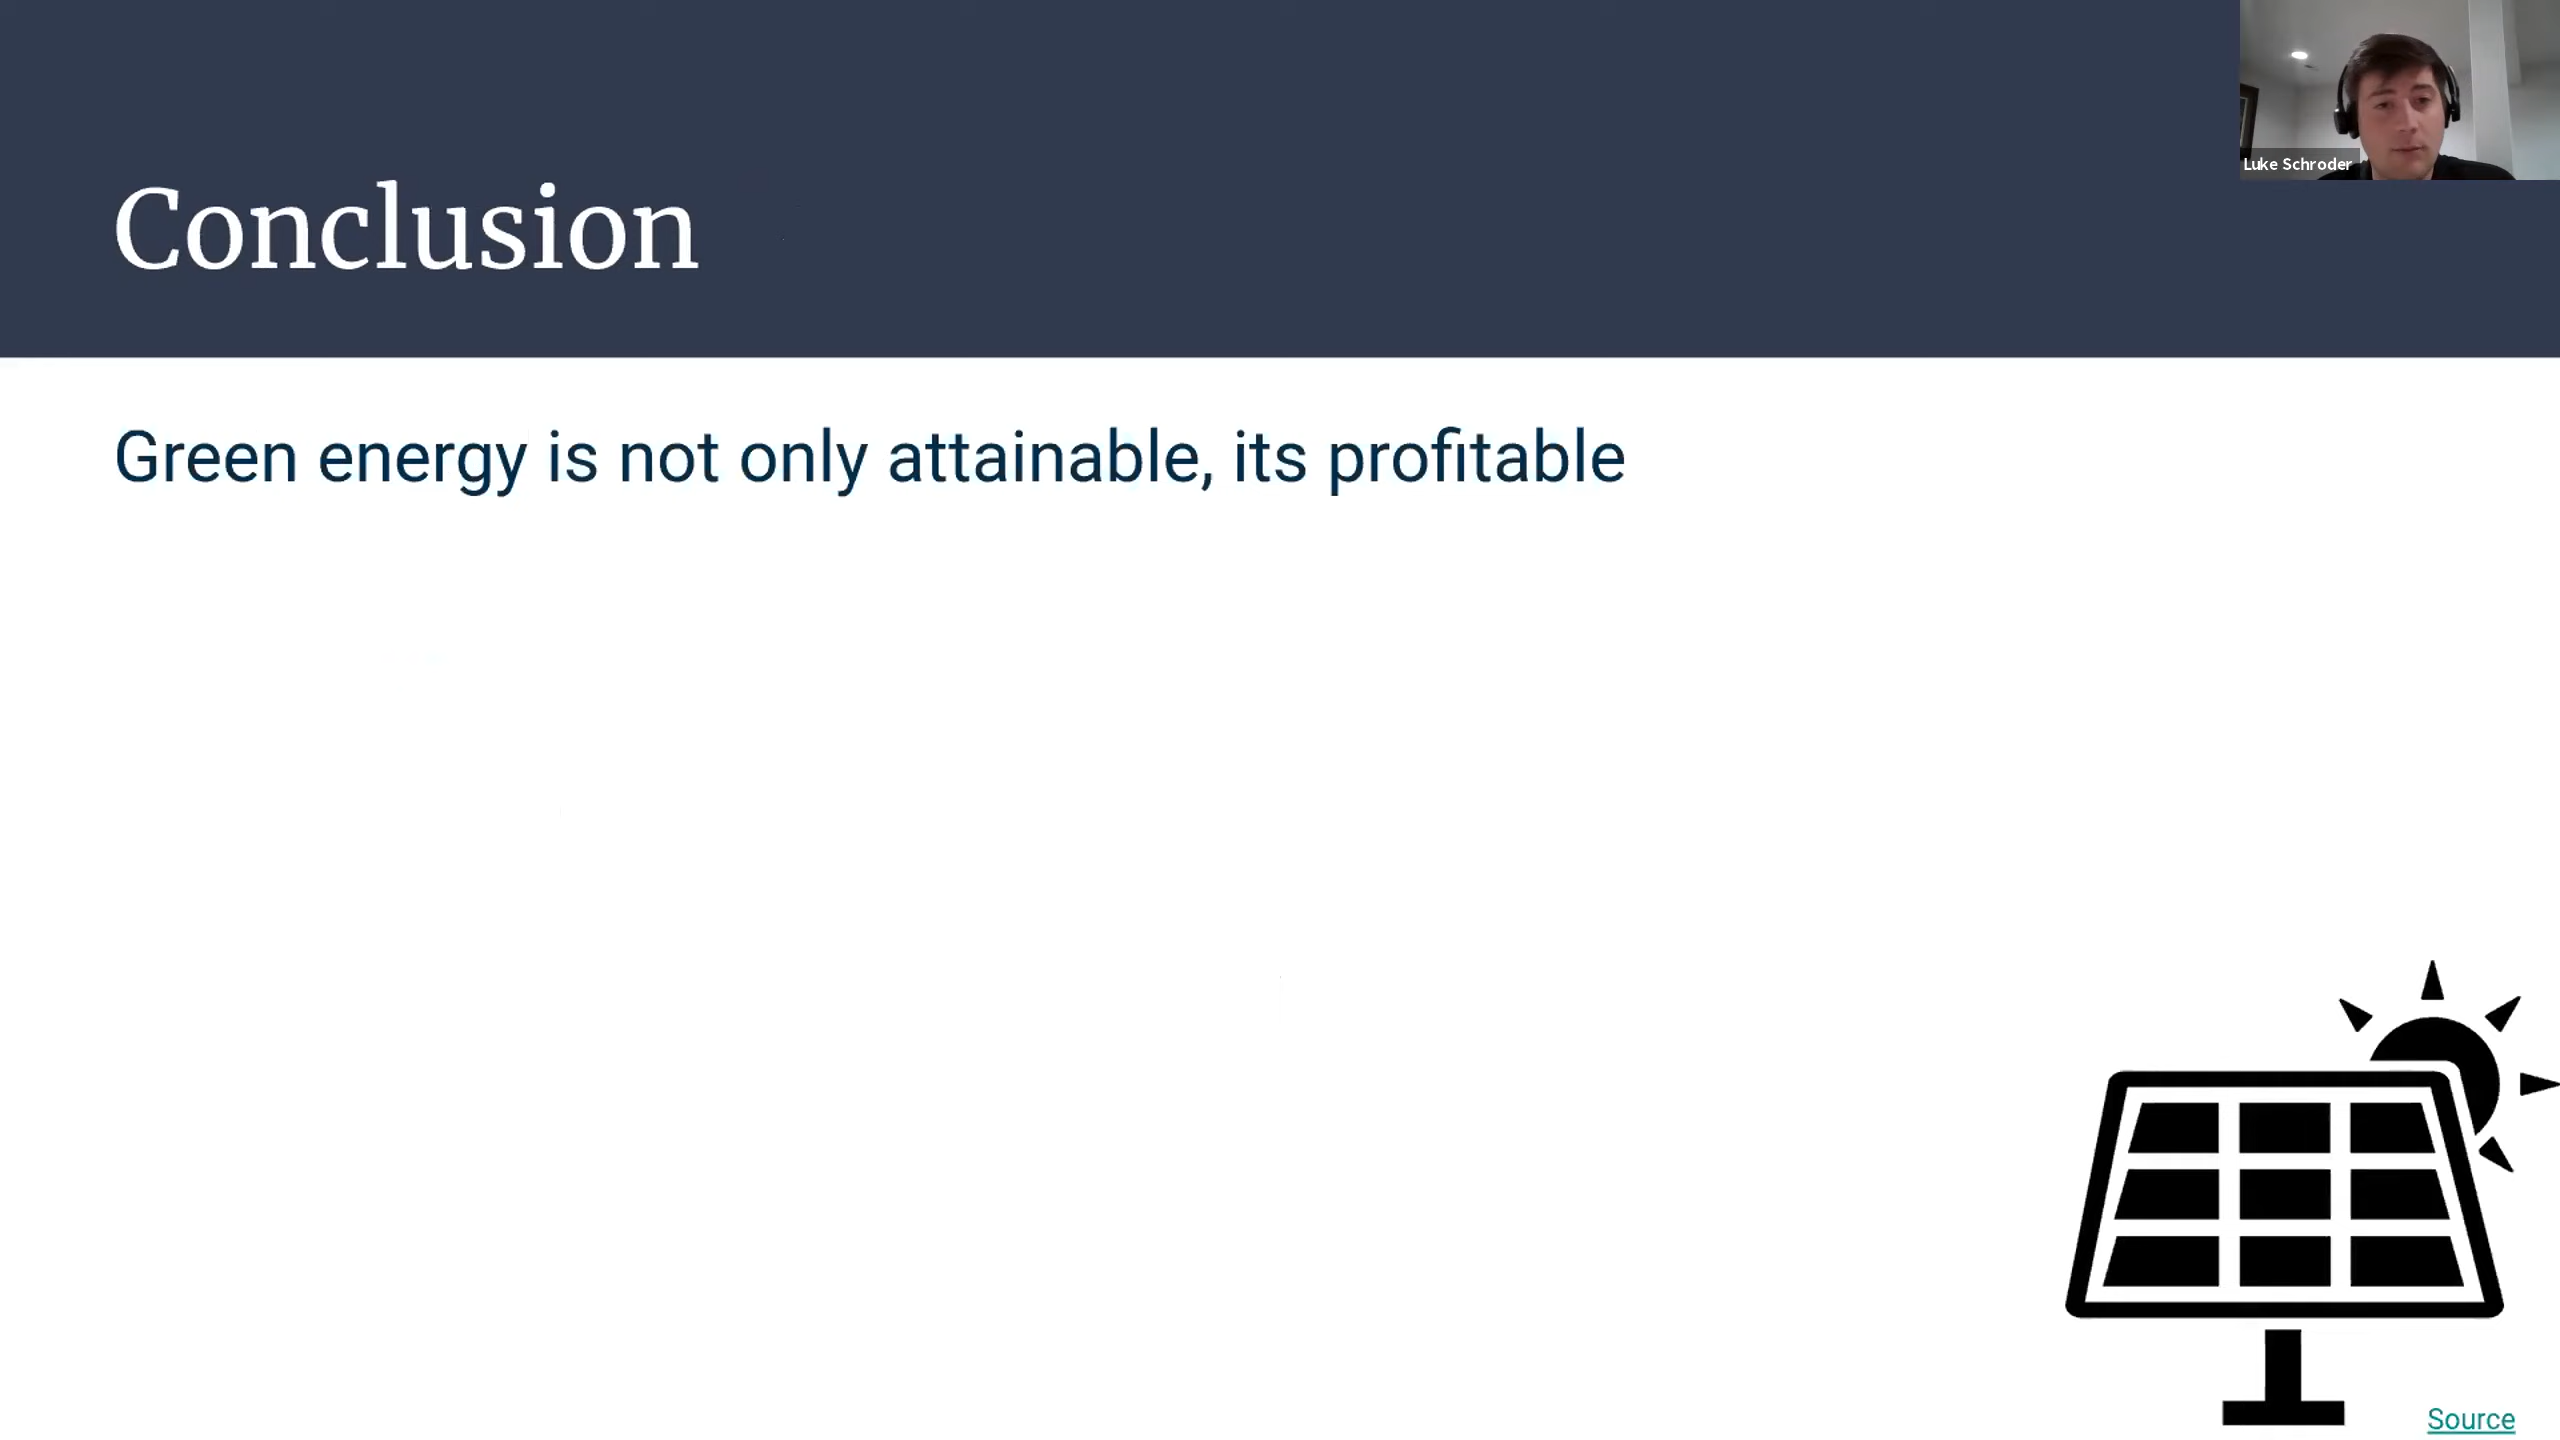 Luke Schroder
Conclusion
Green energy is not only attainable, its profitable
Source